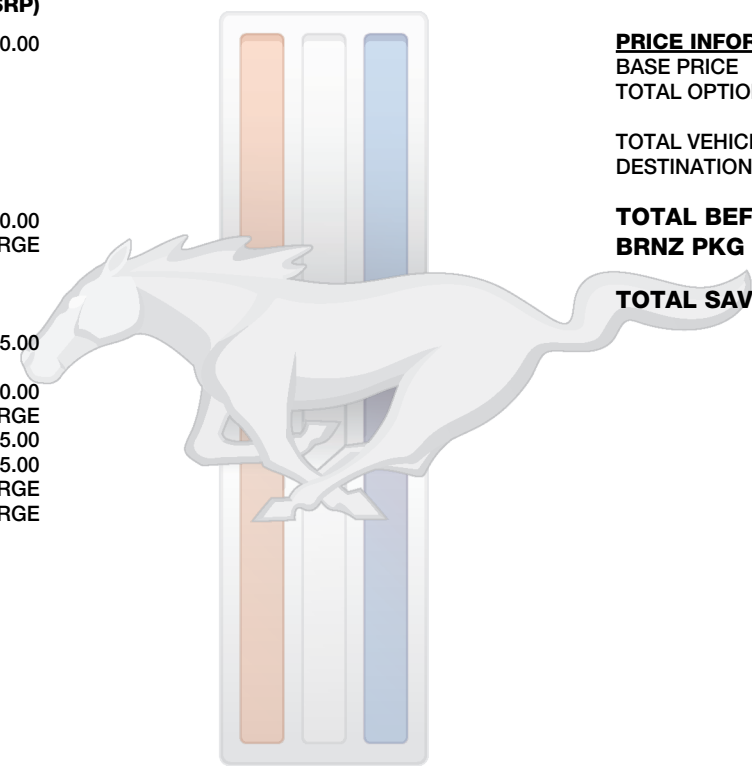 SRP)
0.00
0.00
RGE
5.00
0.00
RGE
5.00
5.00
RGE
RGE
PRICE INFOR
BASE PRICE
TOTAL OPTIO
TOTAL VEHIC
DESTINATION
TOTAL BEF
BRNZ PKG
TOTAL SAV